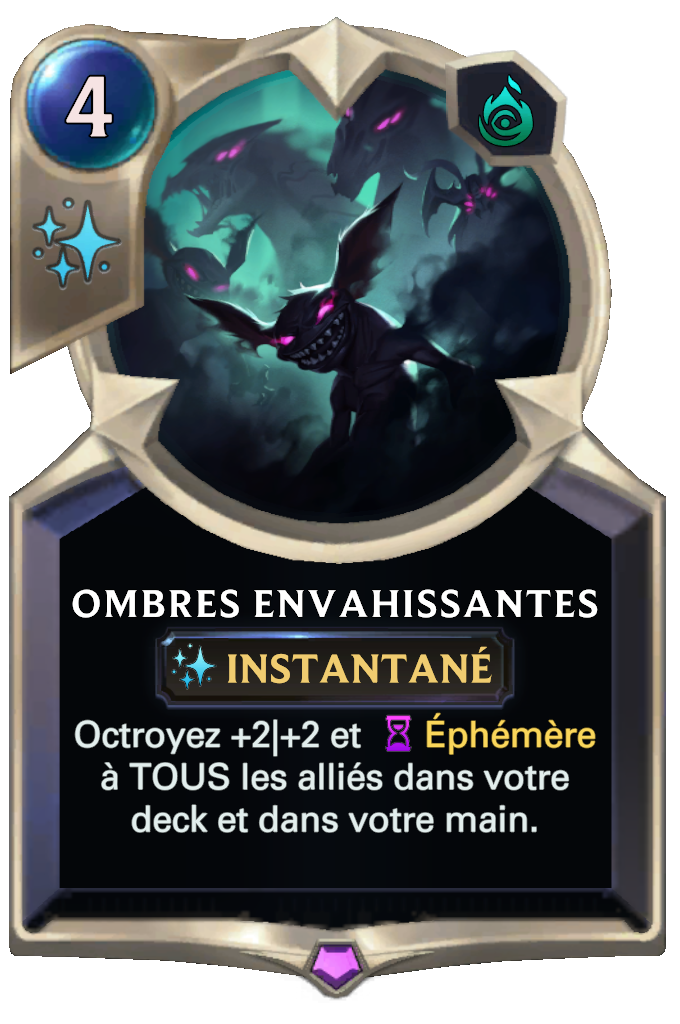 4
OMBRES ENVAHISSANTES
INSTANTANÉ
Octroyez +2|+2 et Éphémère
à TOUS les alliés dans votre
deck et dans votre main.